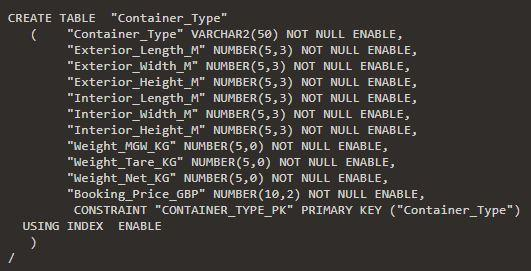 CREATE TABLE "Container_Type"
( "Container_Type" VARCHAR2(50) NOT NULL ENABLE,
"Exterior_Length_M" NUMBER(5,3) NOT NULL ENABLE,
"Exterior_Width_M" NUMBER(5,3) NOT NULL ENABLE,
"Exterior_Height_M" NUMBER(5,3) NOT NULL ENABLE,
"Interior_Length_M" NUMBER(5,3) NOT NULL ENABLE,
"Interior_Width_M" NUMBER(5,3) NOT NULL ENABLE,
"Interior_Height_M" NUMBER(5,3) NOT NULL ENABLE,
"Weight_MGW_KG" NUMBER(5,0) NOT NULL ENABLE,
"Weight_Tare_KG" NUMBER(5,0) NOT NULL ENABLE,
"Weight_Net_KG" NUMBER(5,0) NOT NULL ENABLE,
"Booking_Price_GBP" NUMBER(10,2) NOT NULL ENABLE,
CONSTRAINT "CONTAINER_TYPE_PK" PRIMARY KEY ("Container_Type")
USING INDEX ENABLE
)
/